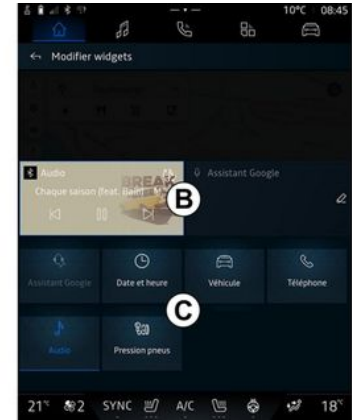 10°C 08:45
Modifier widgets
Audio
Chaque saison (feat. Bain)
BREAK
Assistant Google
B
Assistant Google
Date et heure
Véhicule
Téléphone
C
Audio
Pression pneus
21° 2 SYNC A/C 18°